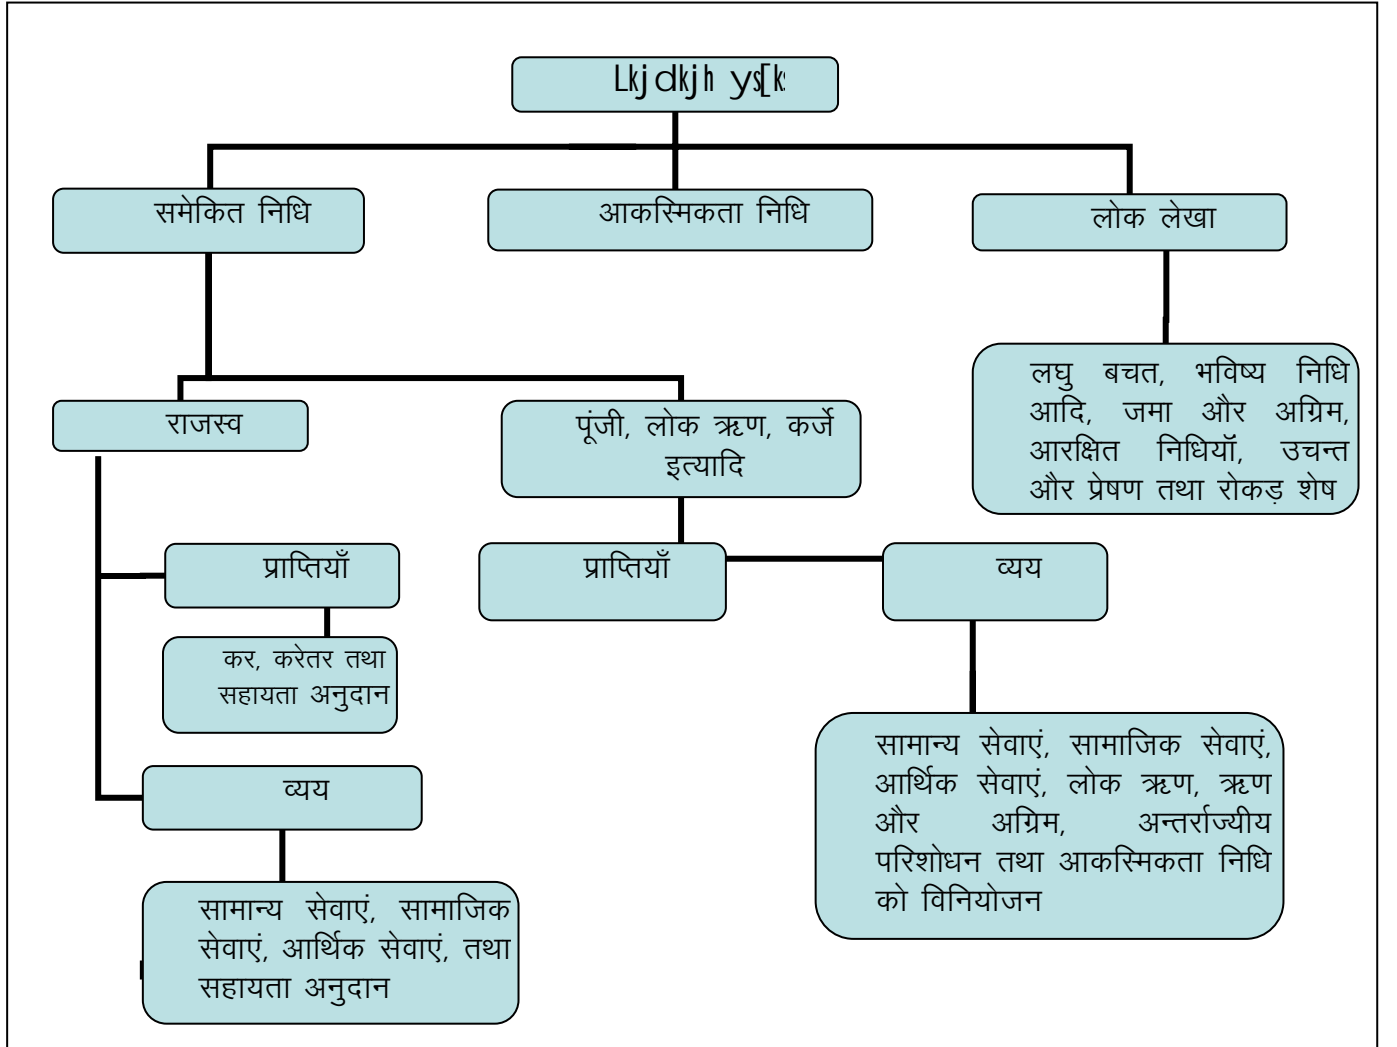 Lkjdkjh ys[k
समेकित निधि
आकस्मिकता निधि
लोक लेखा
लघु बचत, भविष्य निधि
आदि, जमा और अग्रिम,
आरक्षित निधियॉ, उचन्त
और प्रेषण तथा रोकड़ शेष
राजस्व
पूंजी, लोक ऋण, कर्जे
इत्यादि
प्राप्तियाँ
प्राप्तियाँ
व्यय
कर, करेतर तथा
सहायता अनुदान
व्यय
सामान्य सेवाएं, सामाजिक सेवाएं,
आर्थिक सेवाएं, लोक ऋण, ऋण
और अग्रिम, अन्तर्राज्यीय
परिशोधन तथा आकस्मिकता निधि
को विनियोजन
सामान्य सेवाएं, सामाजिक
सेवाएं, आर्थिक सेवाएं, तथा
सहायता अनुदान